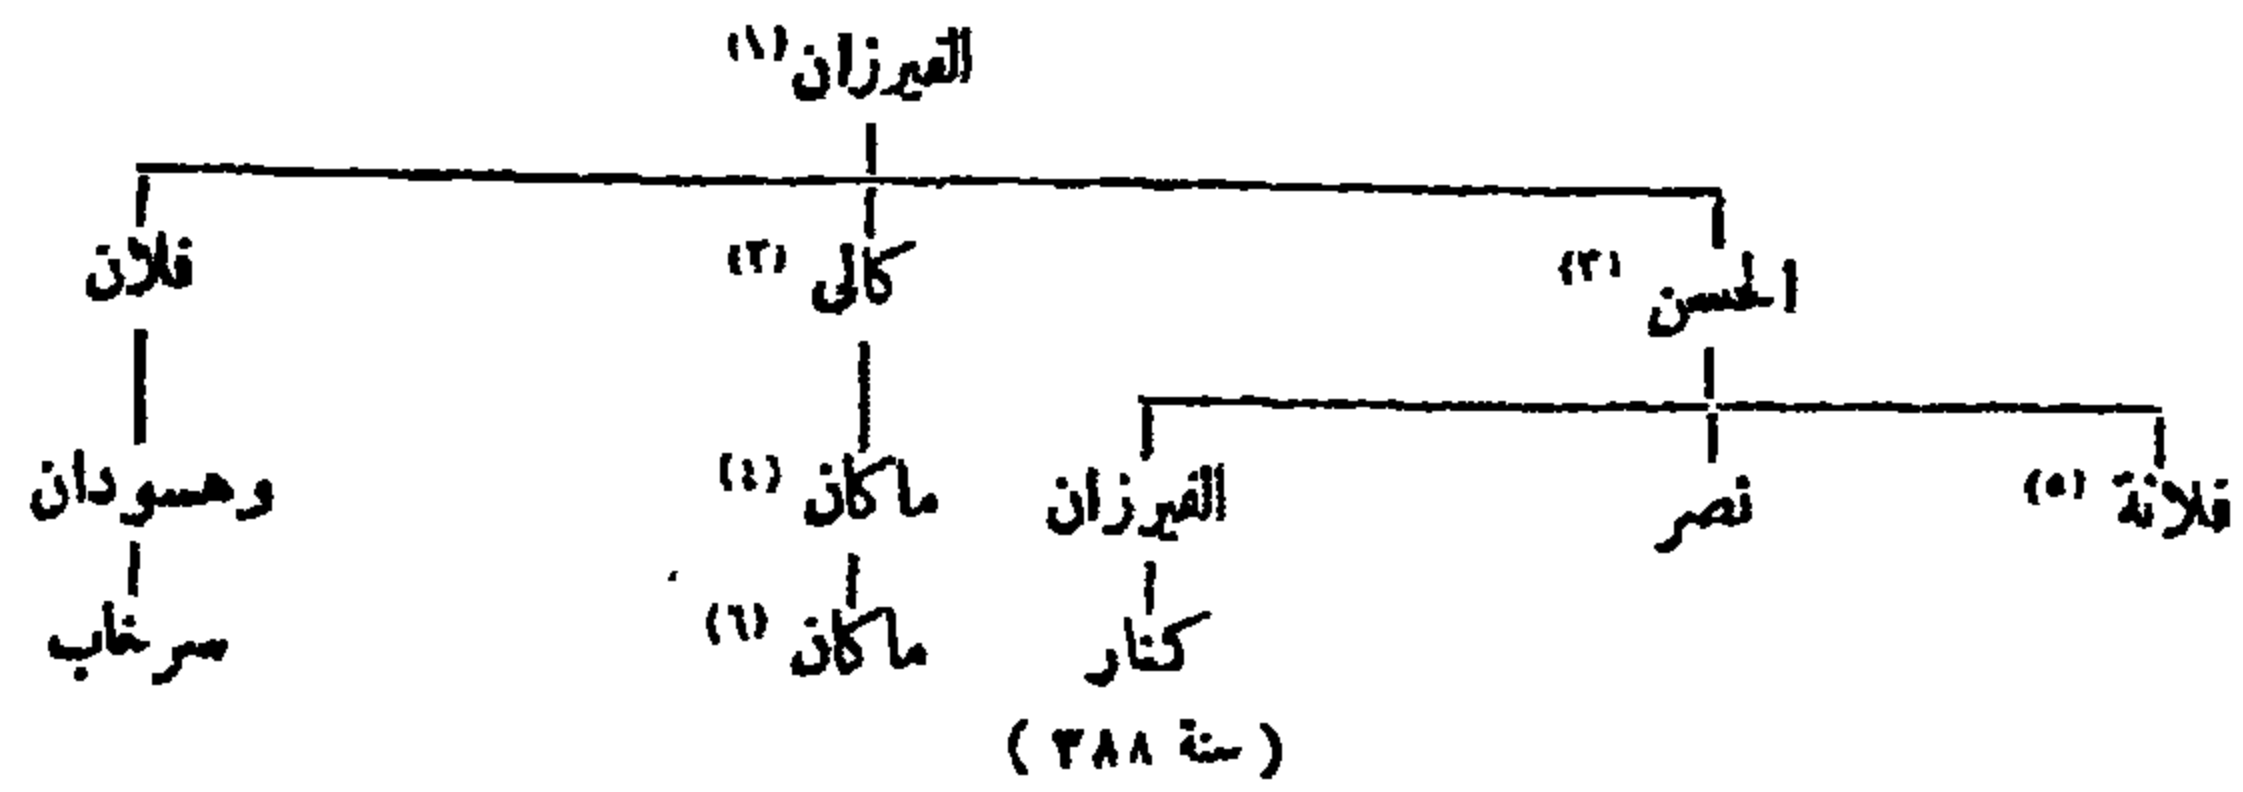 الفيرزان (١)
الحسن (٣) كالى (٢) فلان
فلانة (٥) نصر الفيرزان ماكان (٤) وهسودان
كنار ماكان (٦) سرخاب
(سنة ٣٨٨)